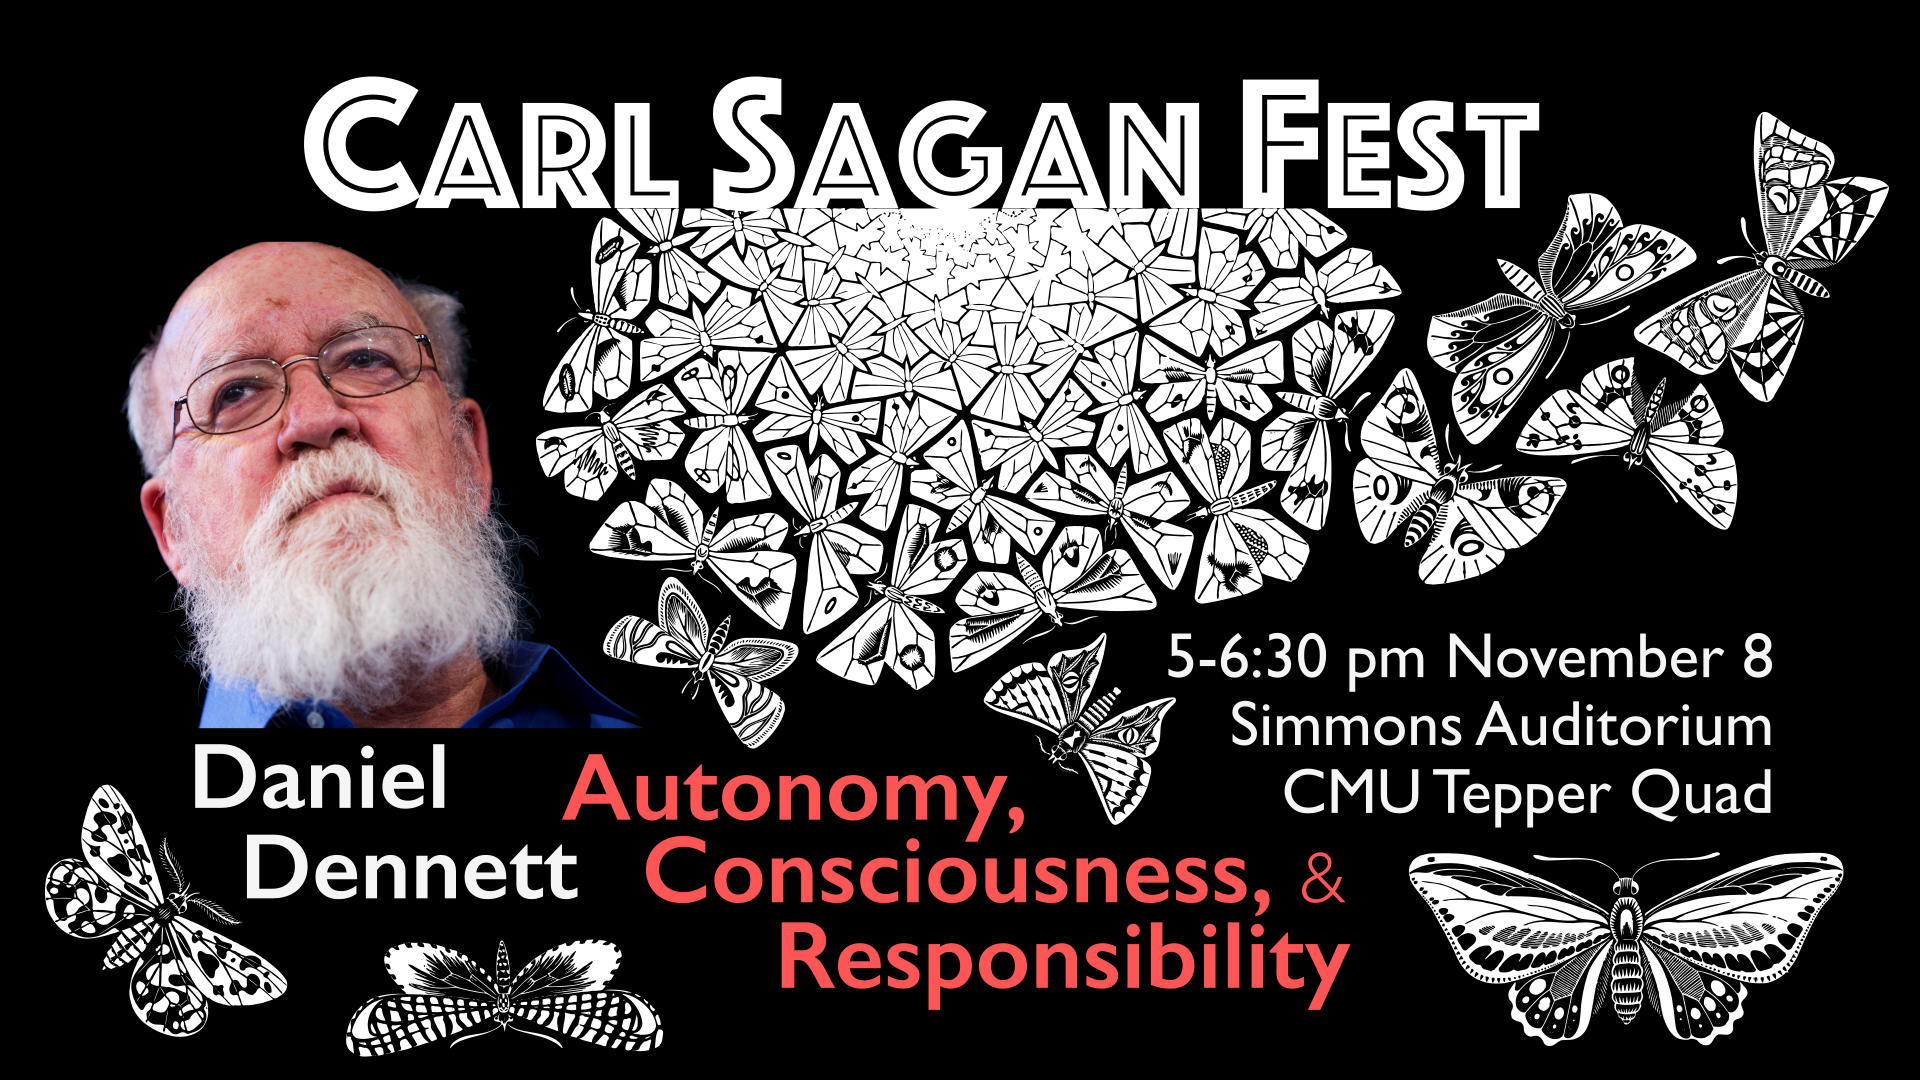 Carl Sagan Fest
5-6:30 pm November 8
Simmons Auditorium
CMU Tepper Quad
Daniel
Dennett
Autonomy,
Consciousness, &
Responsibility